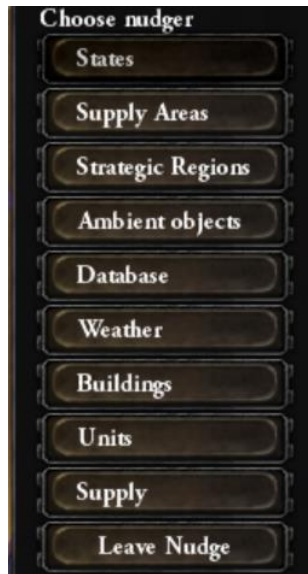 Choose nudger
States
Supply Areas
Strategic Regions
Ambient objects
Database
Weather
Buildings
Units
Supply
Leave Nudge